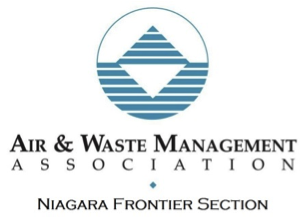 AIR & WASTE MANAGEMENT
ASSOCIATION
NIAGARA FRONTIER SECTION